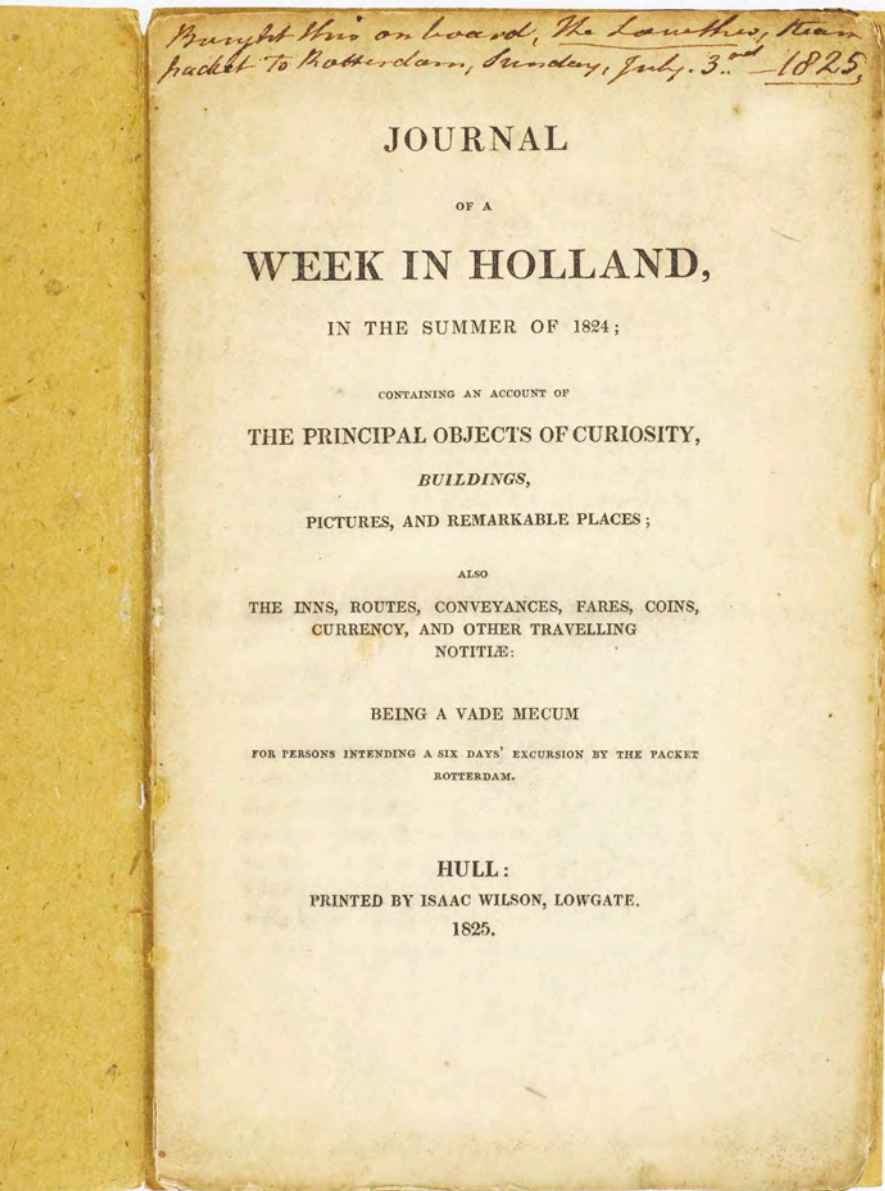 Bought this on board, The Lowther, steam
packet to Rotterdam, Sunday, July. 3.rd – 1825,
JOURNAL
OF A
WEEK IN HOLLAND,
IN THE SUMMER OF 1824;
CONTAINING AN ACCOUNT OF
THE PRINCIPAL OBJECTS OF CURIOSITY,
BUILDINGS,
PICTURES, AND REMARKABLE PLACES;
ALSO
THE INNS, ROUTES, CONVEYANCES, FARES, COINS,
CURRENCY, AND OTHER TRAVELLING
NOTITIÆ:
BEING A VADE MECUM
FOR PERSONS INTENDING A SIX DAYS' EXCURSION BY THE PACKET
ROTTERDAM.
HULL:
PRINTED BY ISAAC WILSON, LOWGATE.
1825.